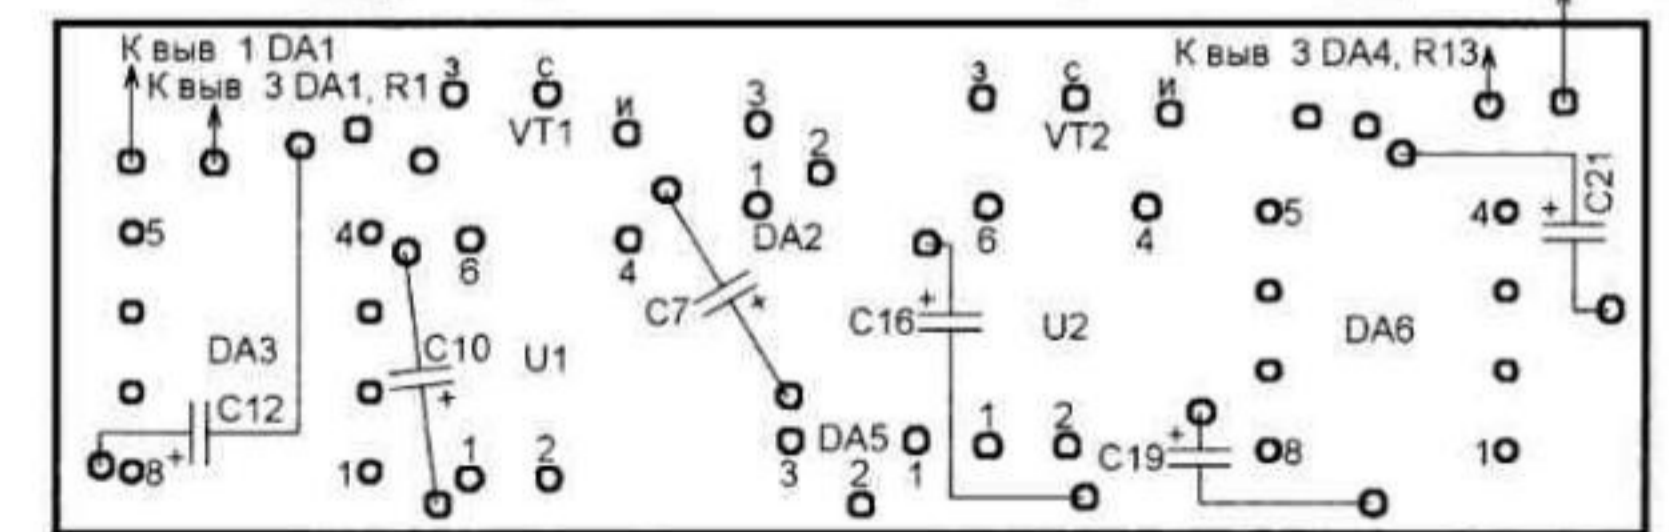 К выв 1 DA1
К выв 3 DA1, R1
з
с
и
VT1
3
2
1
DA2
з
с
и
VT2
К выв 3 DA4, R13
5
4
6
4
6
4
5
4
+
C21
C7
+
+
C16
U2
DA6
DA3
C10
U1
+
C12
+
8
1
1
2
3
DA5
2
1
1
2
C19
+
8
1